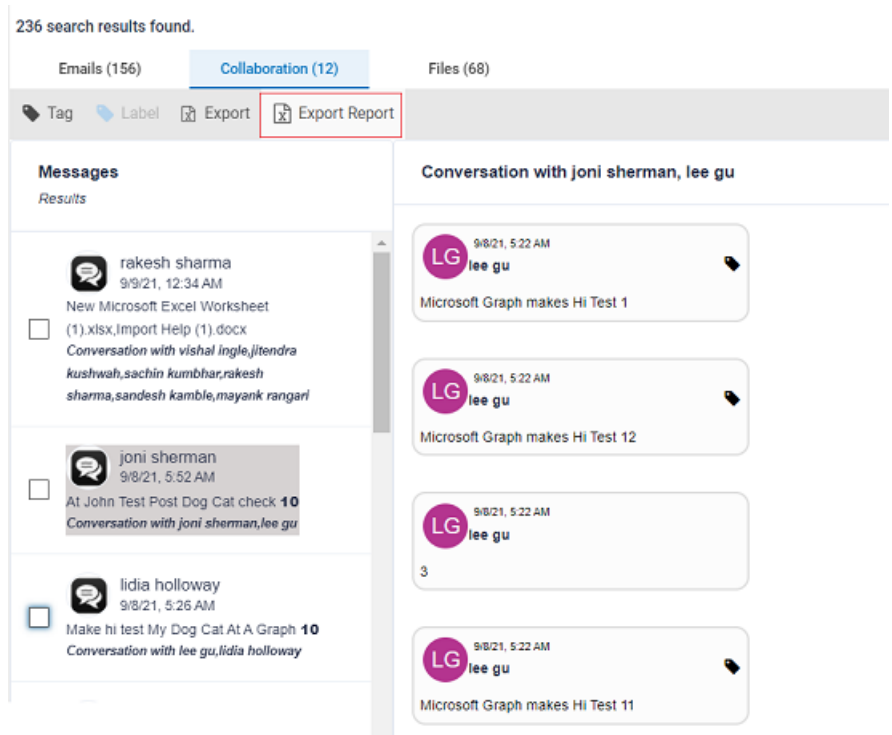 236 search results found.
Emails (156)
Collaboration (12)
Files (68)
Tag
Label
Export
Export Report
Messages
Results
rakesh sharma
9/9/21, 12:34 AM
New Microsoft Excel Worksheet
(1).xlsx,Import Help (1).docx
Conversation with vishal ingle,jitendra
kushwah,sachin kumbhar,rakesh
sharma,sandesh kamble,mayank rangari
joni sherman
9/8/21, 5:52 AM
At John Test Post Dog Cat check 10
Conversation with joni sherman,lee gu
lidia holloway
9/8/21, 5:26 AM
Make hi test My Dog Cat At A Graph 10
Conversation with lee gu,lidia holloway
Conversation with joni sherman, lee gu
LG
9/8/21, 5:22 AM
lee gu
Microsoft Graph makes Hi Test 1
LG
9/8/21, 5:22 AM
lee gu
Microsoft Graph makes Hi Test 12
LG
9/8/21, 5:22 AM
lee gu
3
LG
9/8/21, 5:22 AM
lee gu
Microsoft Graph makes Hi Test 11